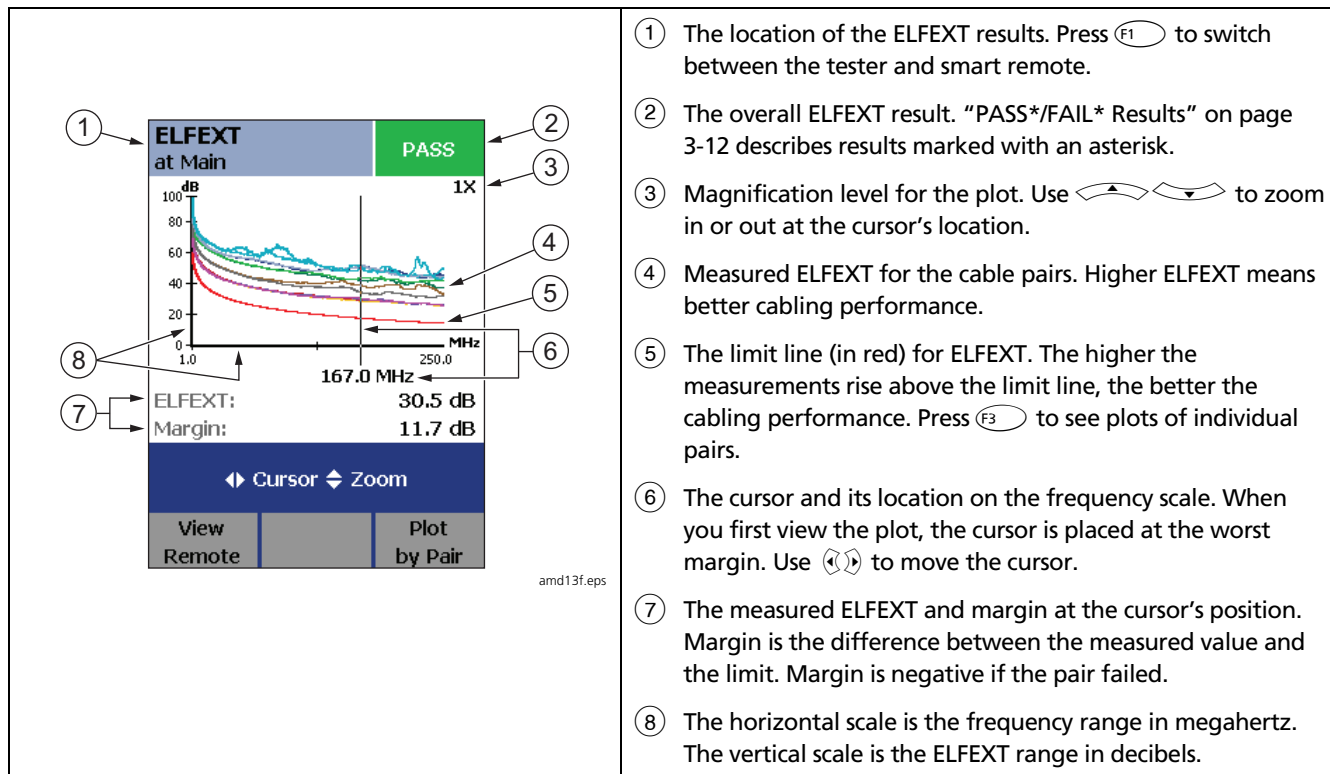 1
ELFEXT
at Main
PASS
2
3
1X
dB
100
80
60
40
20
0
1.0
MHz
250.0
167.0 MHz
4
5
6
8
7
ELFEXT:
30.5 dB
Margin:
11.7 dB
Cursor Zoom
View
Remote
Plot
by Pair
amd13f.eps
1 The location of the ELFEXT results. Press F1 to switch
between the tester and smart remote.
2 The overall ELFEXT result. “PASS*/FAIL* Results” on page
3-12 describes results marked with an asterisk.
3 Magnification level for the plot. Use to zoom
in or out at the cursor’s location.
4 Measured ELFEXT for the cable pairs. Higher ELFEXT means
better cabling performance.
5 The limit line (in red) for ELFEXT. The higher the
measurements rise above the limit line, the better the
cabling performance. Press F3 to see plots of individual
pairs.
6 The cursor and its location on the frequency scale. When
you first view the plot, the cursor is placed at the worst
margin. Use to move the cursor.
7 The measured ELFEXT and margin at the cursor’s position.
Margin is the difference between the measured value and
the limit. Margin is negative if the pair failed.
8 The horizontal scale is the frequency range in megahertz.
The vertical scale is the ELFEXT range in decibels.